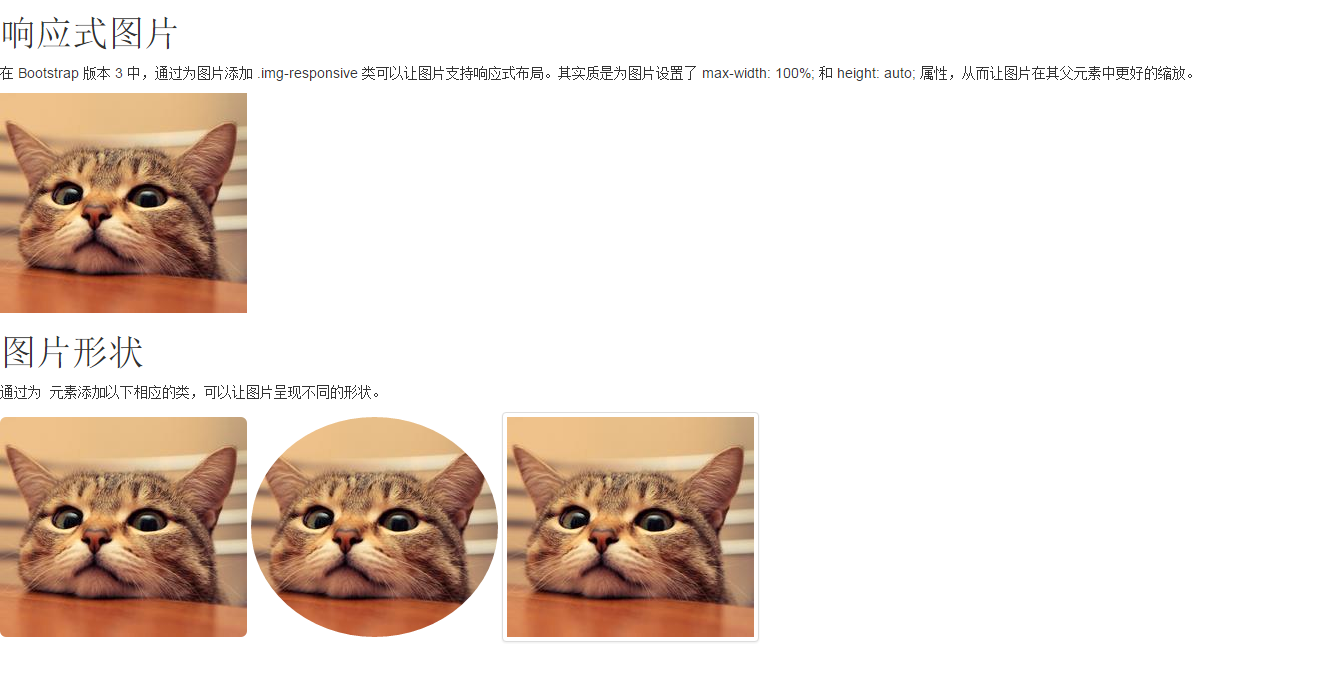 响应式图片
在 Bootstrap 版本 3 中，通过为图片添加 .img-responsive 类可以让图片支持响应式布局。其实质是为图片设置了 max-width: 100%; 和 height: auto; 属性，从而让图片在其父元素中更好的缩放。
图片形状
通过为 元素添加以下相应的类，可以让图片呈现不同的形状。